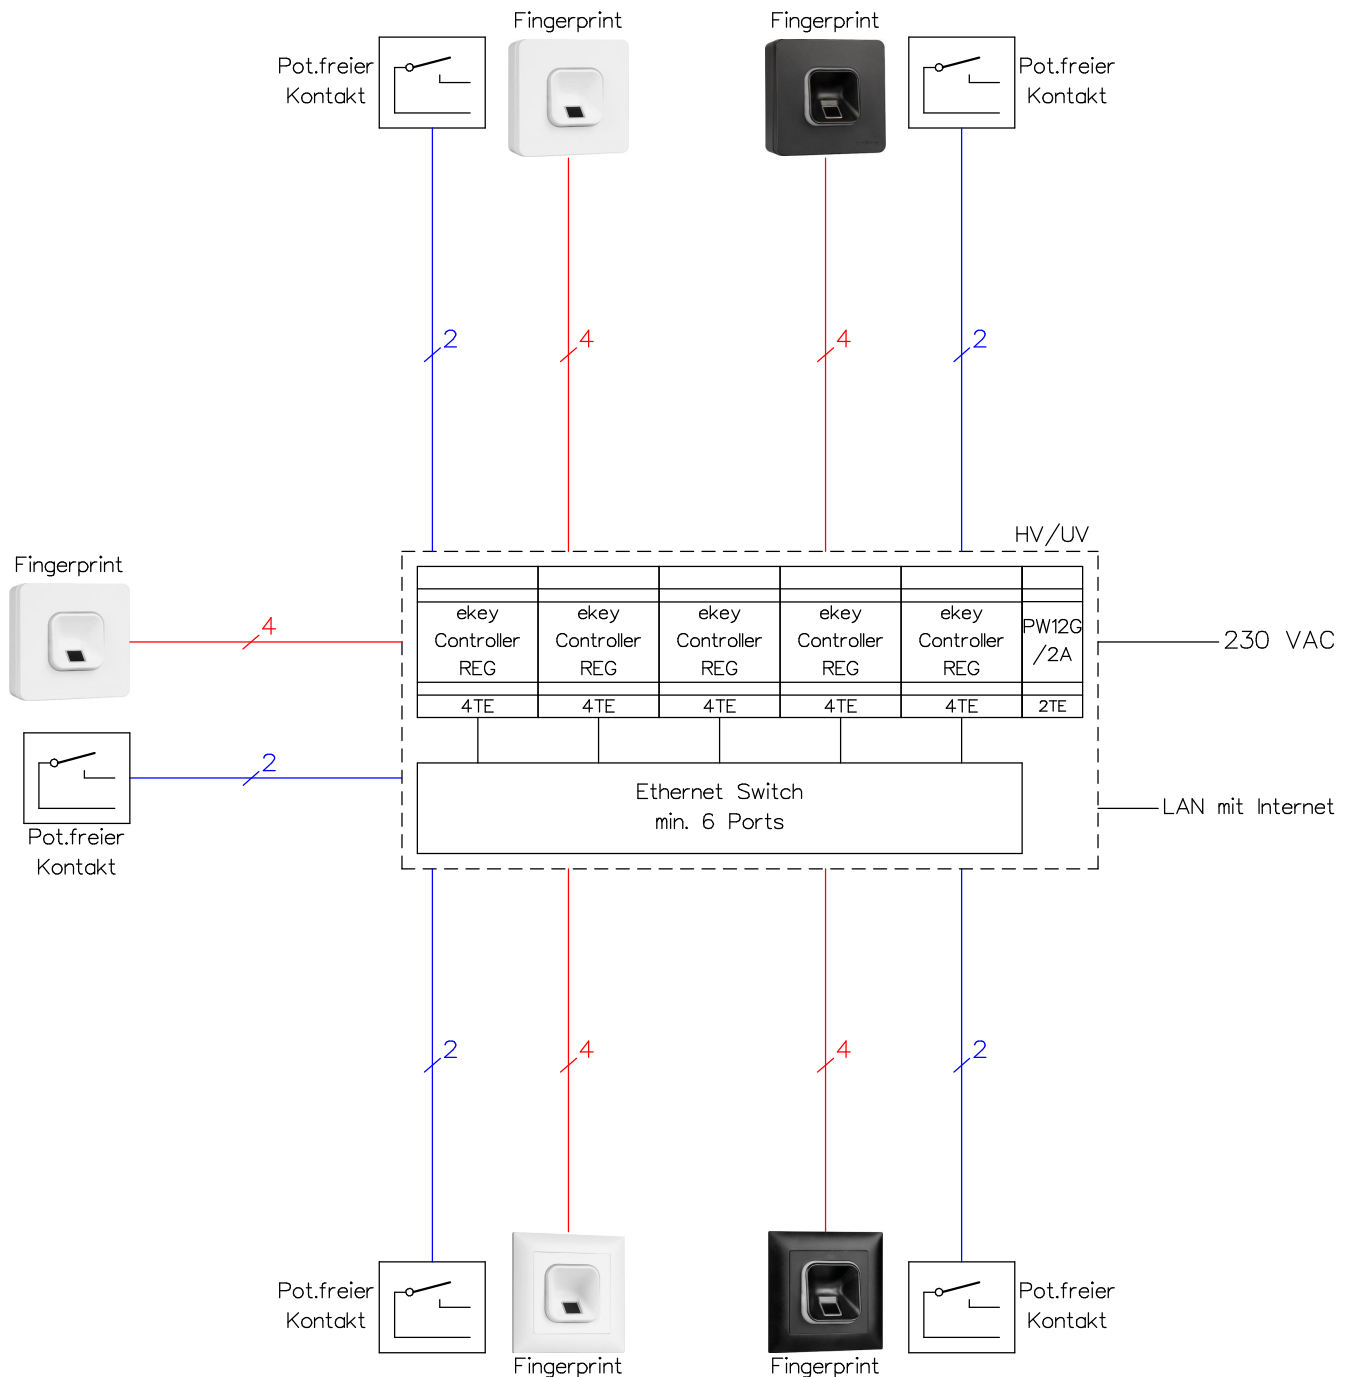 Fingerprint
Fingerprint
Pot.freier
Kontakt
Pot.freier
Kontakt
2
4
4
2
HV/UV
Fingerprint
4
ekey
Controller
REG
4TE
ekey
Controller
REG
4TE
ekey
Controller
REG
4TE
ekey
Controller
REG
4TE
ekey
Controller
REG
4TE
PW12G
/2A
2TE
230 VAC
2
Pot.freier
Kontakt
Ethernet Switch
min. 6 Ports
LAN mit Internet
2
4
4
2
Pot.freier
Kontakt
Pot.freier
Kontakt
Fingerprint
Fingerprint